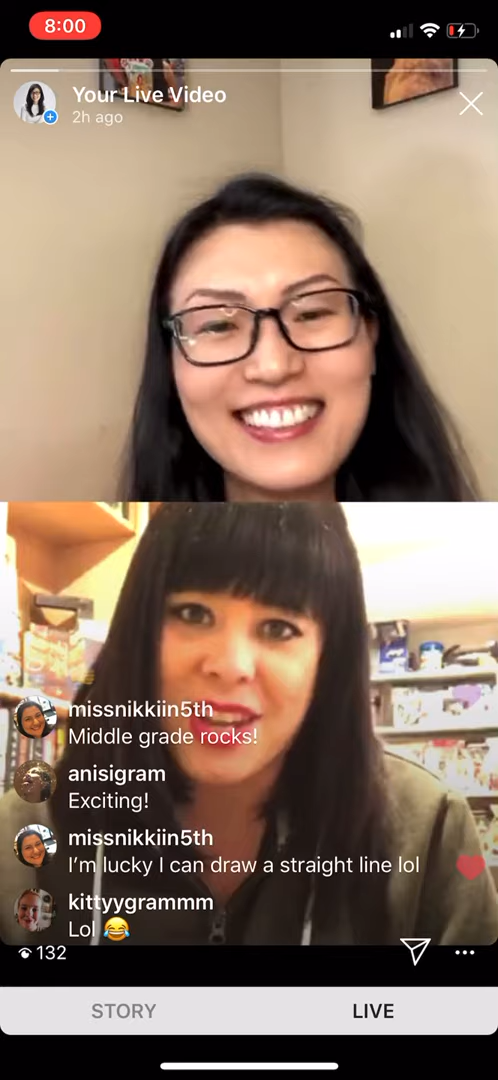 8:00
Your Live Video
2h ago
missnikkiin5th
Middle grade rocks!
anisigram
Exciting!
missnikkiin5th
I'm lucky I can draw a straight line lol
kittyygrammm
Lol 😂
132
STORY
LIVE